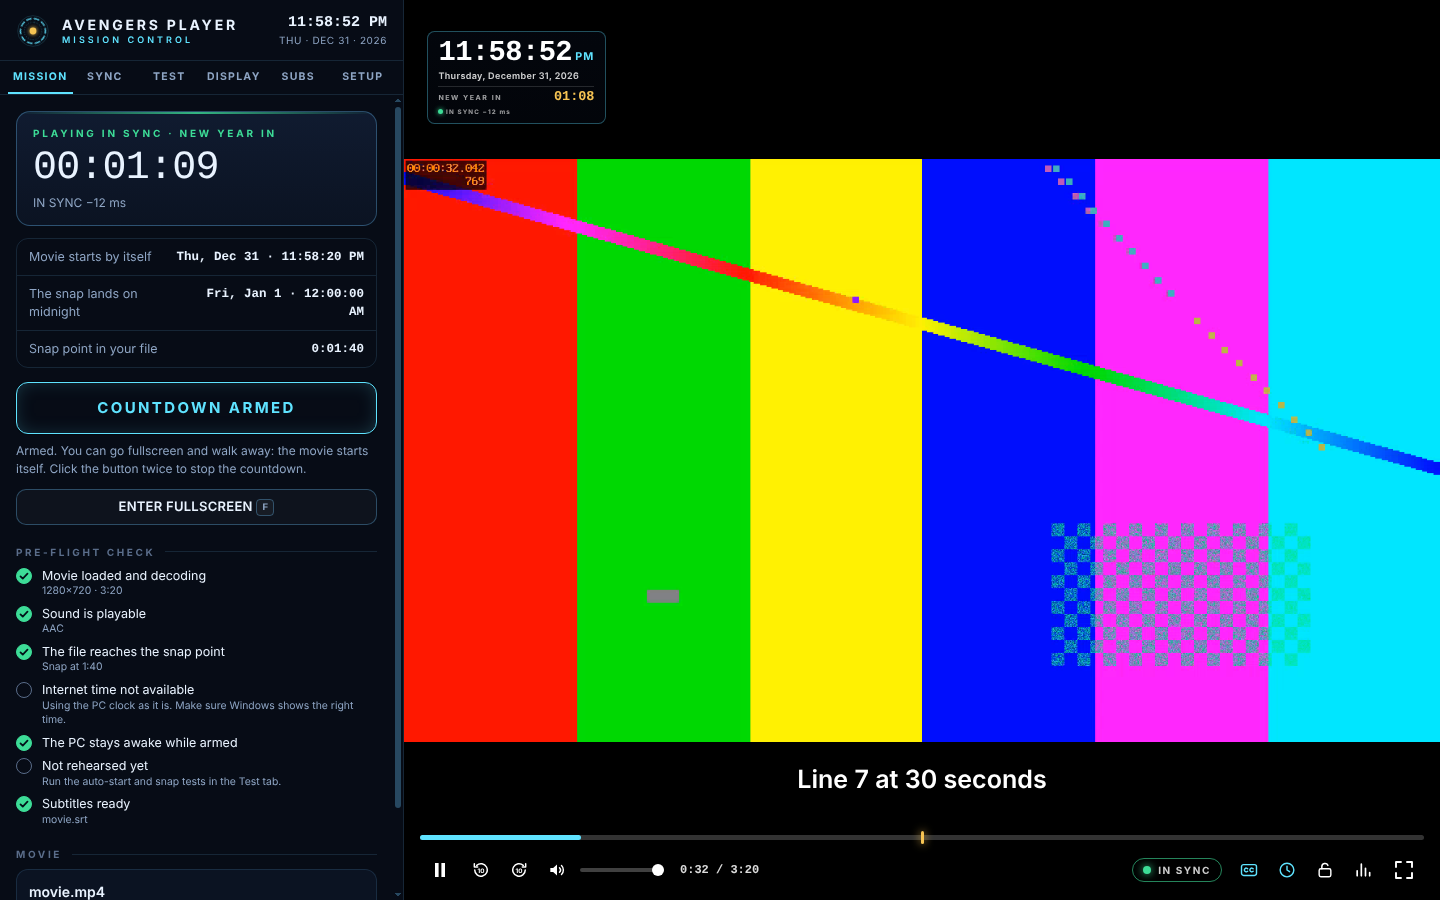 AVENGERS PLAYER
MISSION CONTROL
11:58:52 PM
THU · DEC 31 · 2026
MISSION SYNC TEST DISPLAY SUBS SETUP
PLAYING IN SYNC · NEW YEAR IN
00:01:09
IN SYNC −12 ms
Movie starts by itself Thu, Dec 31 · 11:58:20 PM
The snap lands on midnight Fri, Jan 1 · 12:00:00 AM
Snap point in your file 0:01:40
COUNTDOWN ARMED
Armed. You can go fullscreen and walk away: the movie starts
itself. Click the button twice to stop the countdown.
ENTER FULLSCREEN F
PRE-FLIGHT CHECK
Movie loaded and decoding
1280×720 · 3:20
Sound is playable
AAC
The file reaches the snap point
Snap at 1:40
Internet time not available
Using the PC clock as it is. Make sure Windows shows the right
time.
The PC stays awake while armed
Not rehearsed yet
Run the auto-start and snap tests in the Test tab.
Subtitles ready
movie.srt
MOVIE
movie.mp4
11:58:52 PM
Thursday, December 31, 2026
NEW YEAR IN 01:08
IN SYNC −12 ms
00:00:32.042
769
Line 7 at 30 seconds
10 10 0:32 / 3:20 IN SYNC CC